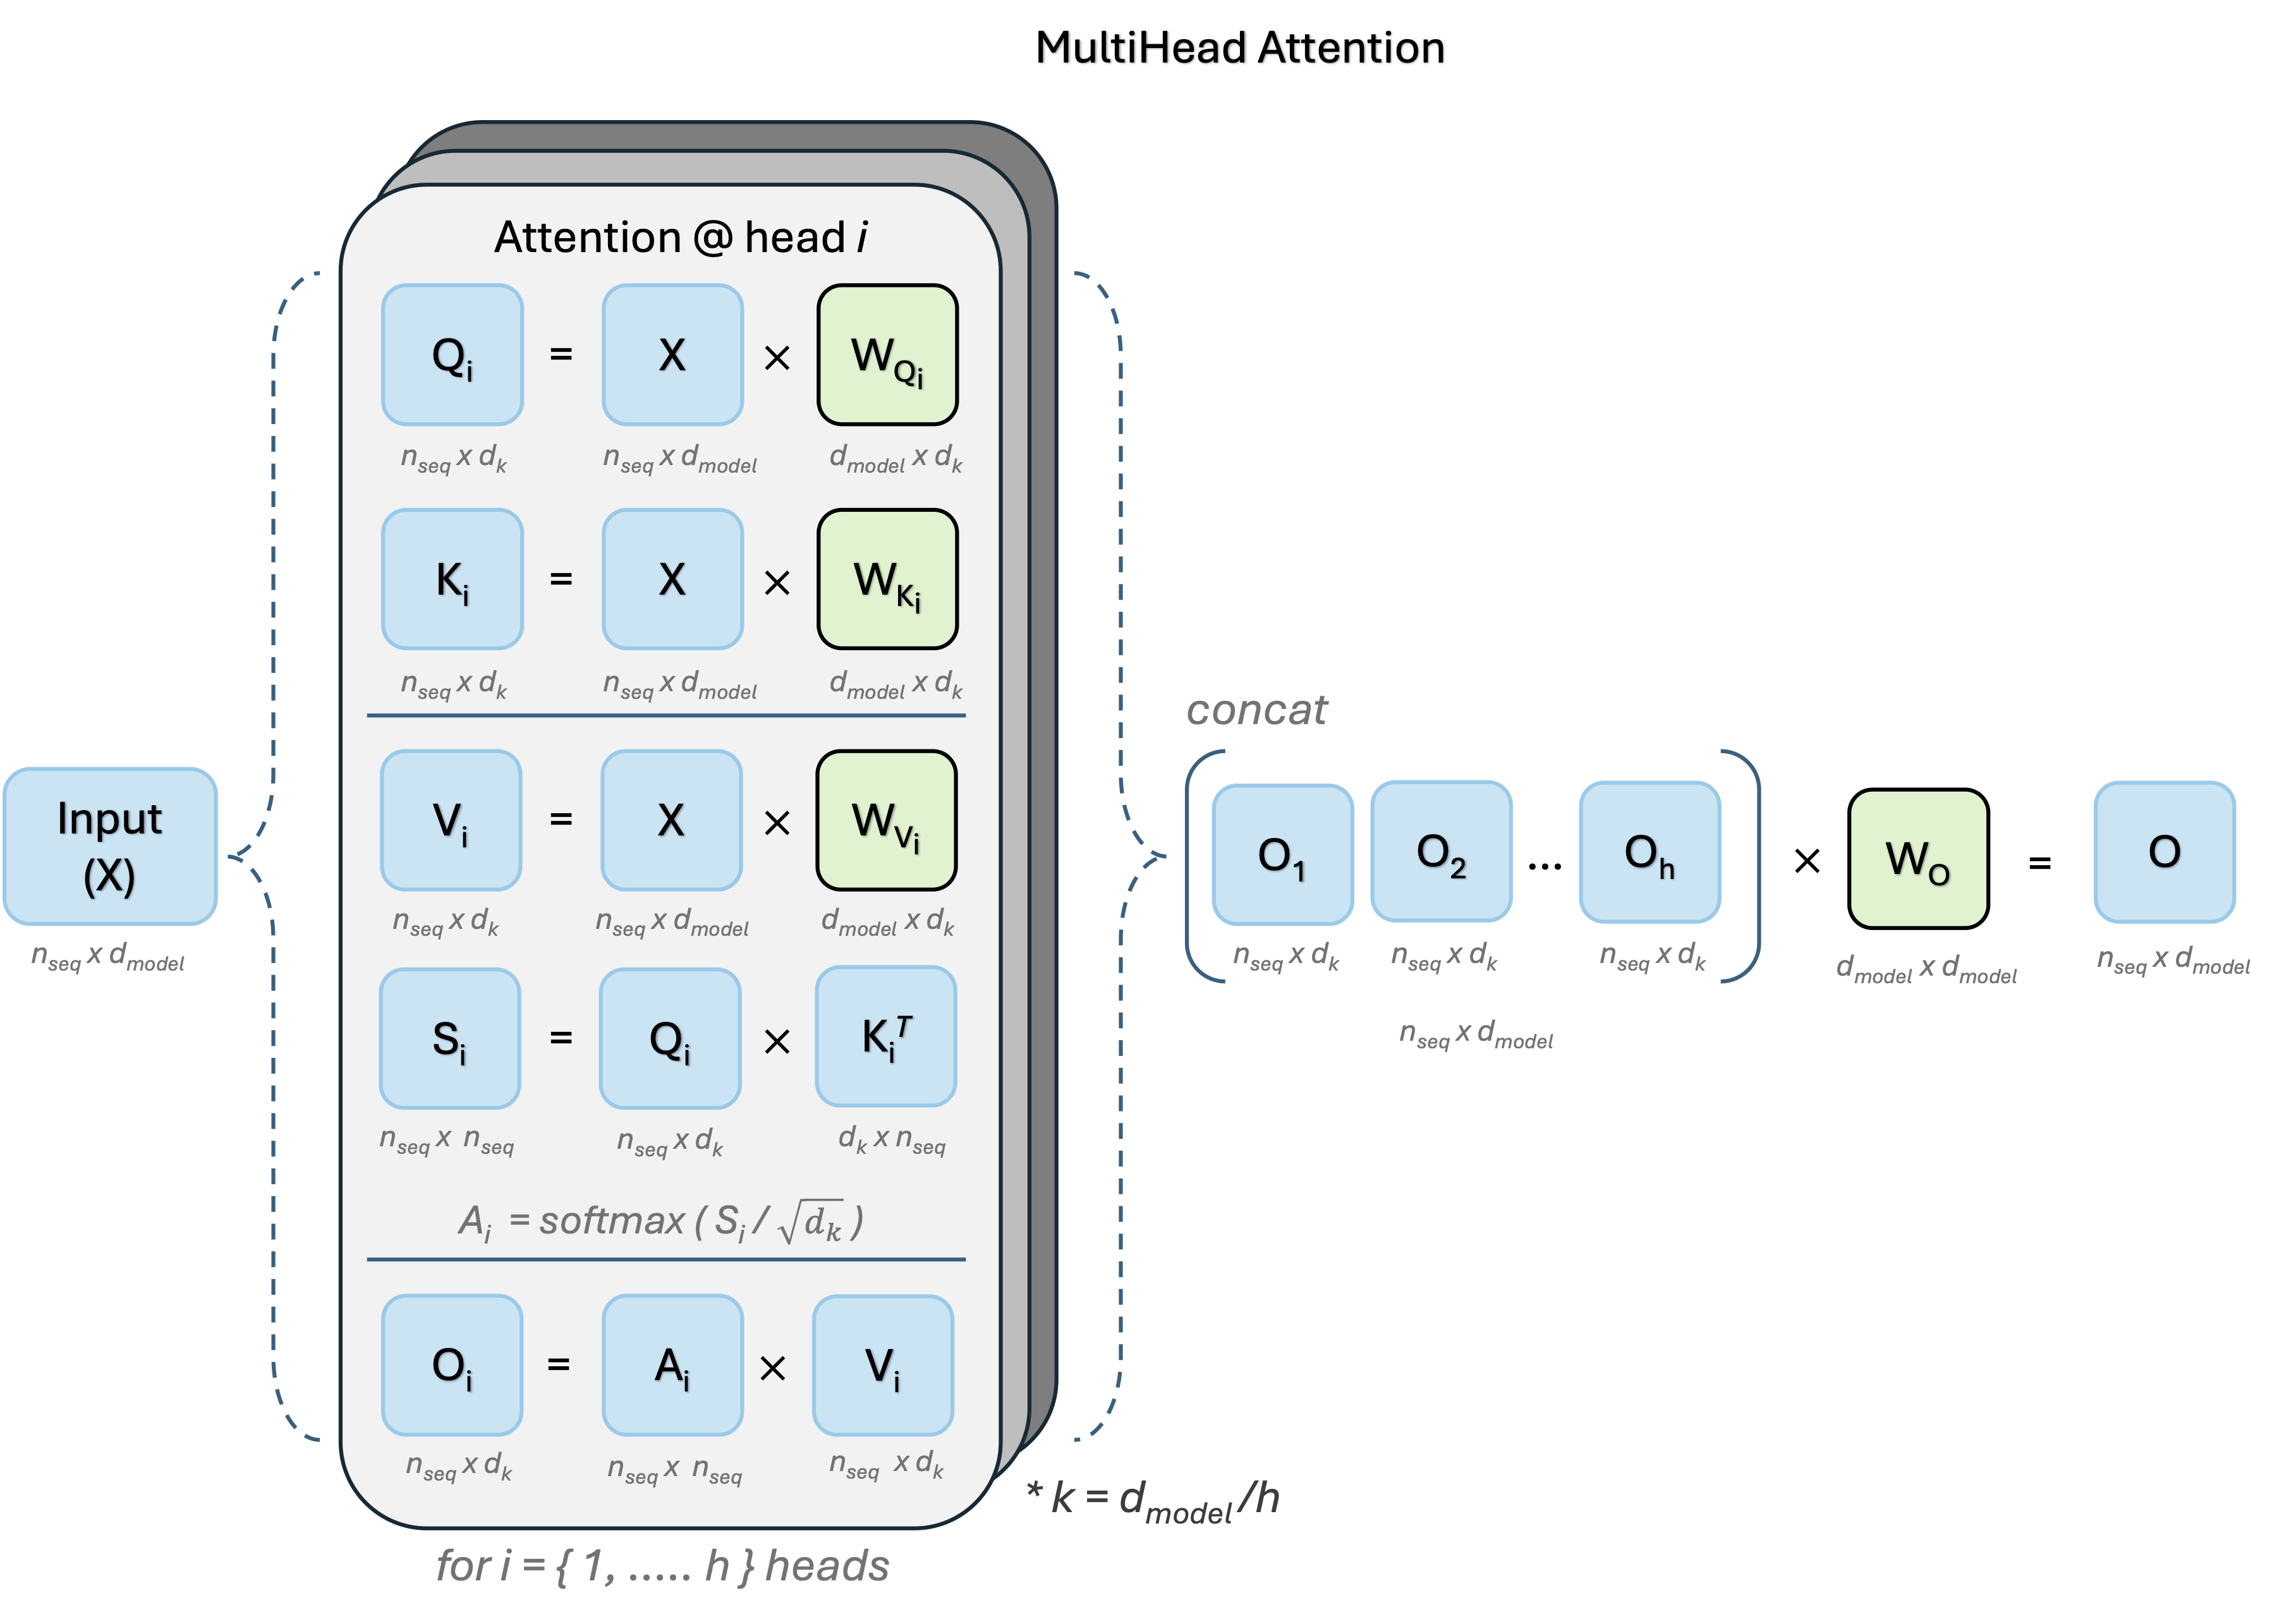 MultiHead Attention
Attention @ head i
Qi = X × WQi
nseq x dk nseq x dmodel dmodel x dk
Ki = X × WKi
nseq x dk nseq x dmodel dmodel x dk
Vi = X × WVi
nseq x dk nseq x dmodel dmodel x dk
Si = Qi × KiT
nseq x nseq nseq x dk dk x nseq
Ai = softmax ( Si / √dk )
Oi = Ai × Vi
nseq x dk nseq x nseq nseq x dk
for i = { 1, ..... h } heads
* k = dmodel /h
Input
(X)
nseq x dmodel
concat
O1 O2 ... Oh × WO = O
nseq x dk nseq x dk nseq x dk dmodel x dmodel nseq x dmodel
nseq x dmodel